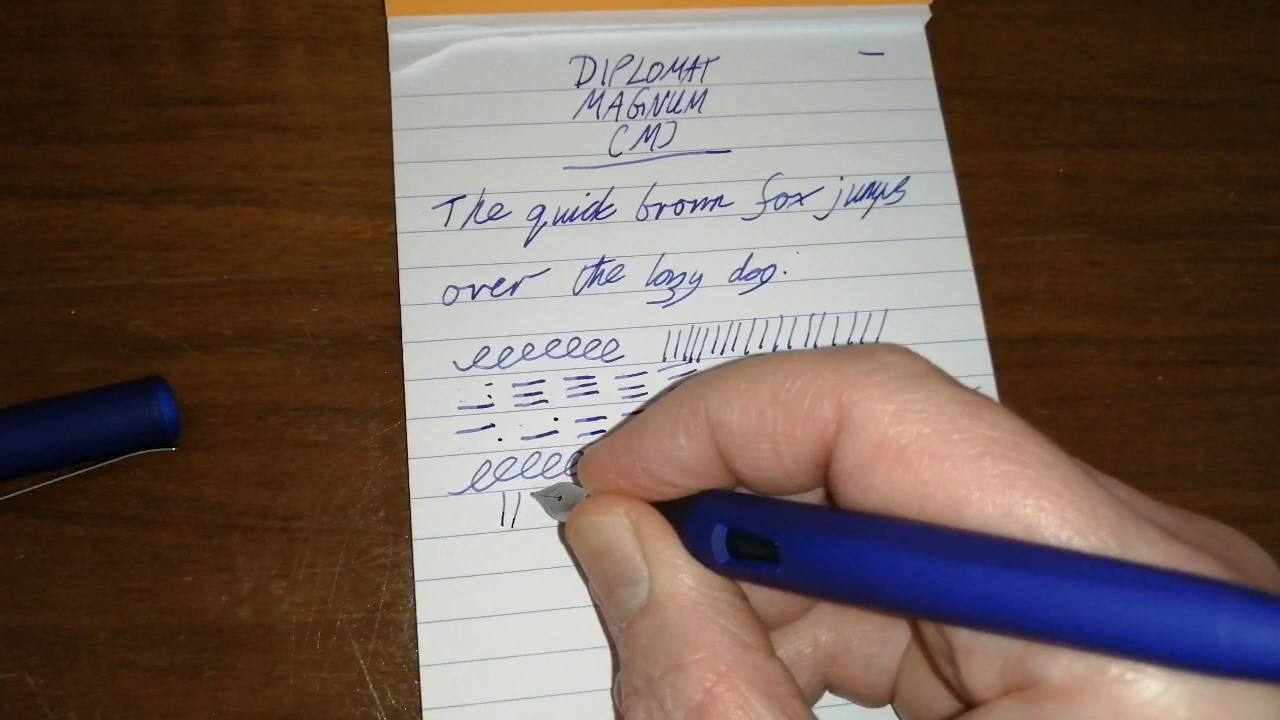 DIPLOMAT
MAGNUM
(M)
The quick brown fox jumps
over the lazy dog.